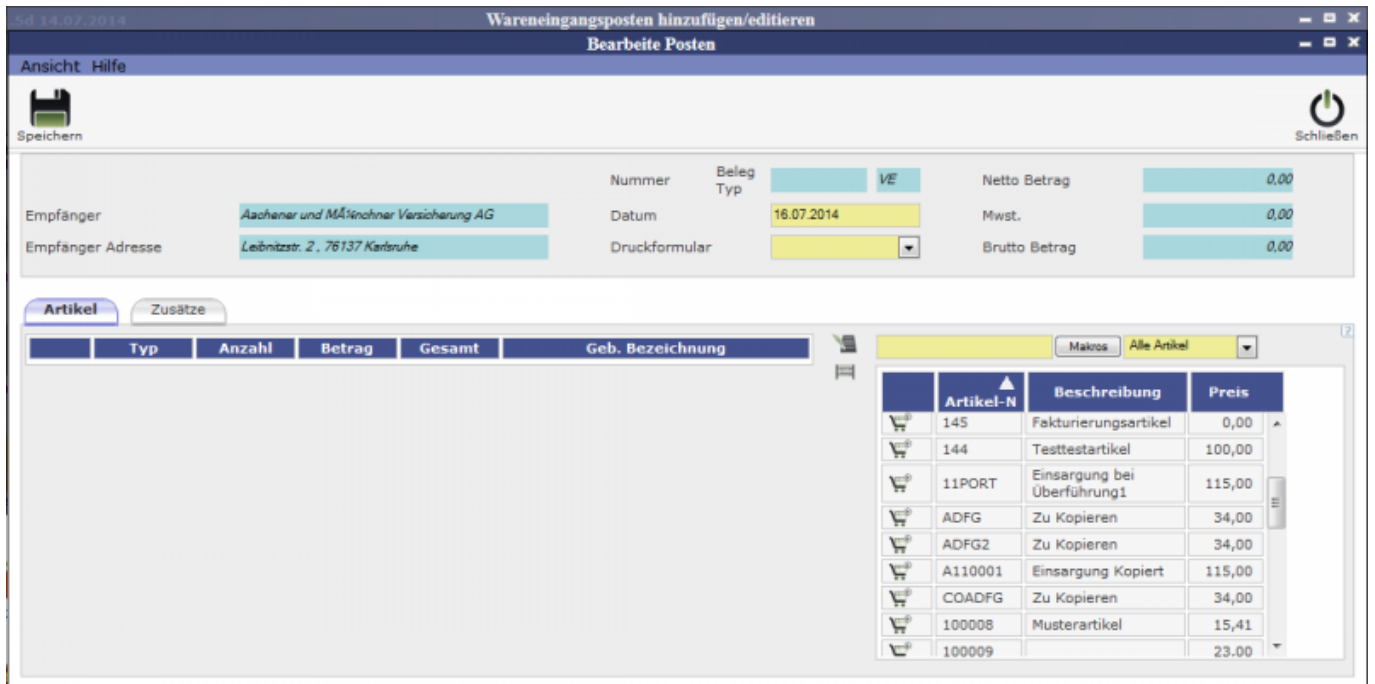 .5d 14.07.2014 Wareneingangsposten hinzufügen/editieren
Bearbeite Posten
Ansicht Hilfe
Speichern Schließen
Nummer Beleg Typ VE Netto Betrag 0,00
Empfänger Aachener und MÃ¼nchner Versicherung AG Datum 16.07.2014 Mwst. 0,00
Empfänger Adresse Leibnitzstr. 2 , 76137 Karlsruhe Druckformular Brutto Betrag 0,00
Artikel Zusätze
Typ Anzahl Betrag Gesamt Geb. Bezeichnung Makros Alle Artikel
Artikel-N Beschreibung Preis
145 Fakturierungsartikel 0,00
144 Testtestartikel 100,00
11PORT Einsargung bei Überführung1 115,00
ADFG Zu Kopieren 34,00
ADFG2 Zu Kopieren 34,00
A110001 Einsargung Kopiert 115,00
COADFG Zu Kopieren 34,00
100008 Musterartikel 15,41
100009 23.00